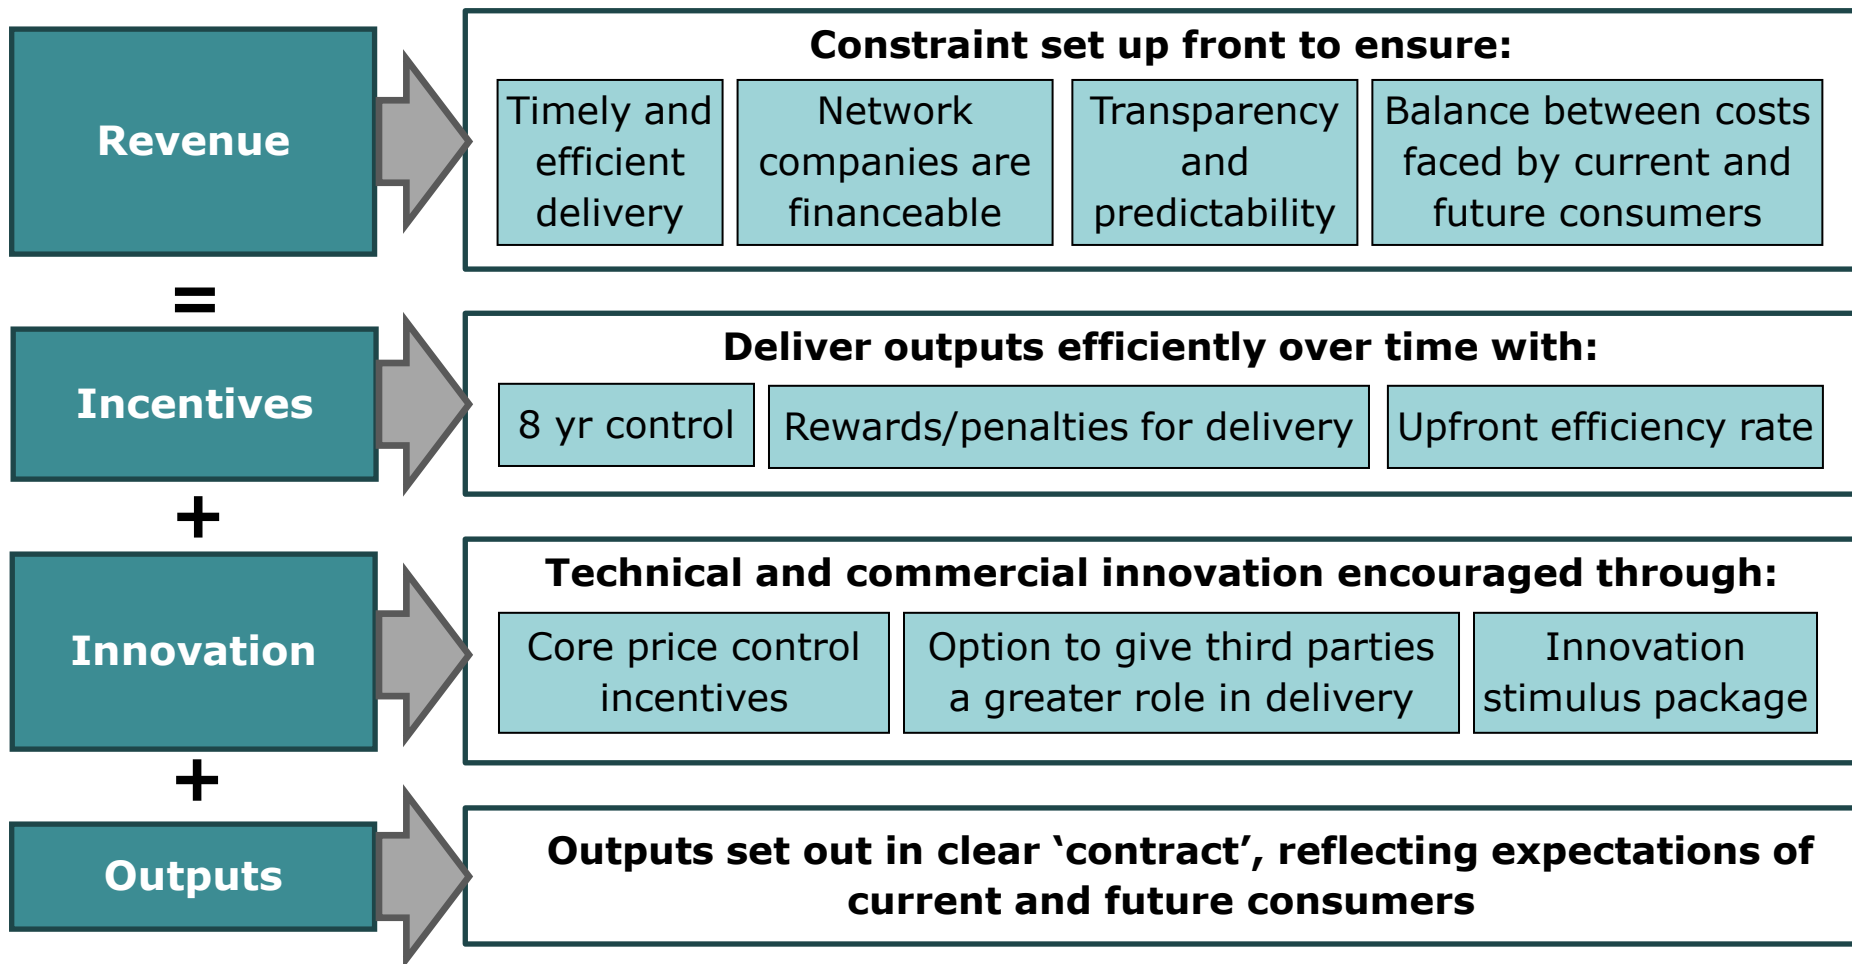 Revenue
Constraint set up front to ensure:
Timely and
efficient
delivery
Network
companies are
financeable
Transparency
and
predictability
Balance between costs
faced by current and
future consumers
=
Incentives
Deliver outputs efficiently over time with:
8 yr control
Rewards/penalties for delivery
Upfront efficiency rate
+
Innovation
Technical and commercial innovation encouraged through:
Core price control
incentives
Option to give third parties
a greater role in delivery
Innovation
stimulus package
+
Outputs
Outputs set out in clear ‘contract’, reflecting expectations of
current and future consumers